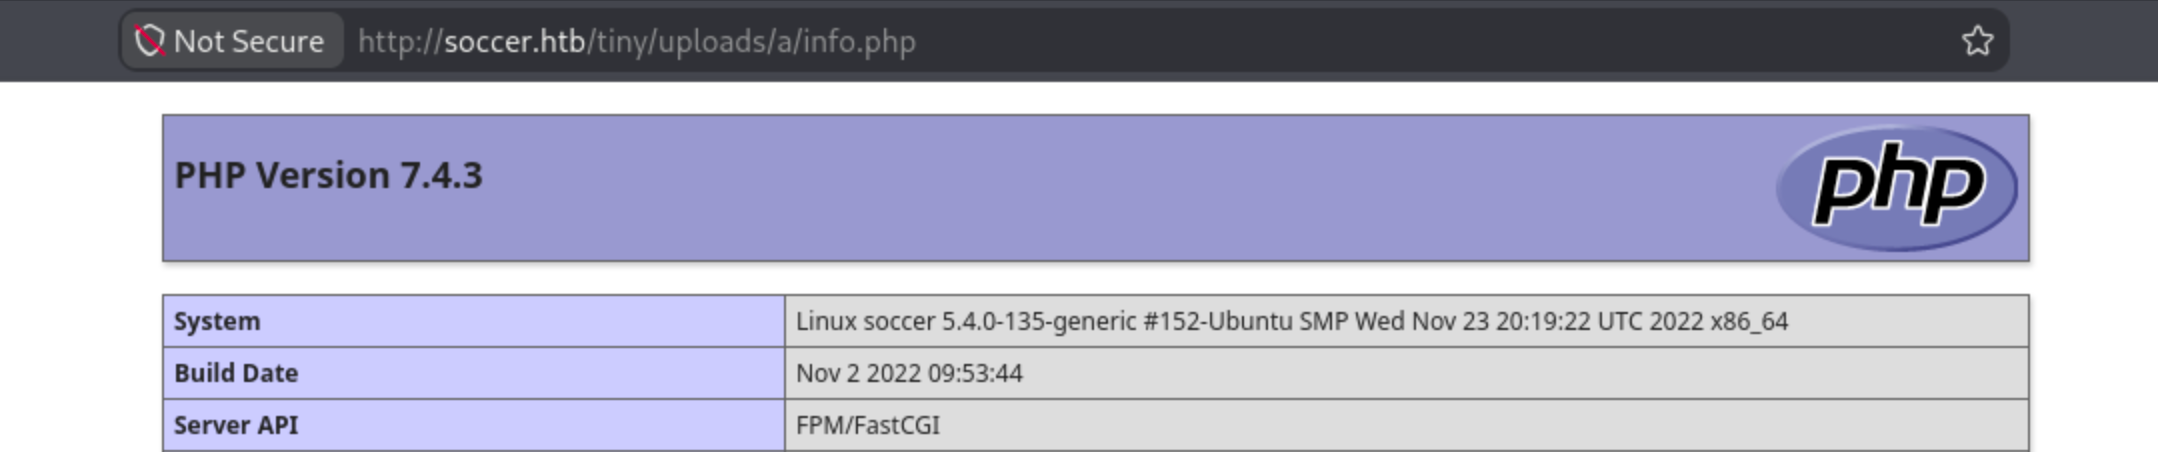 Not Secure http://soccer.htb/tiny/uploads/a/info.php
PHP Version 7.4.3
php
System Linux soccer 5.4.0-135-generic #152-Ubuntu SMP Wed Nov 23 20:19:22 UTC 2022 x86_64
Build Date Nov 2 2022 09:53:44
Server API FPM/FastCGI